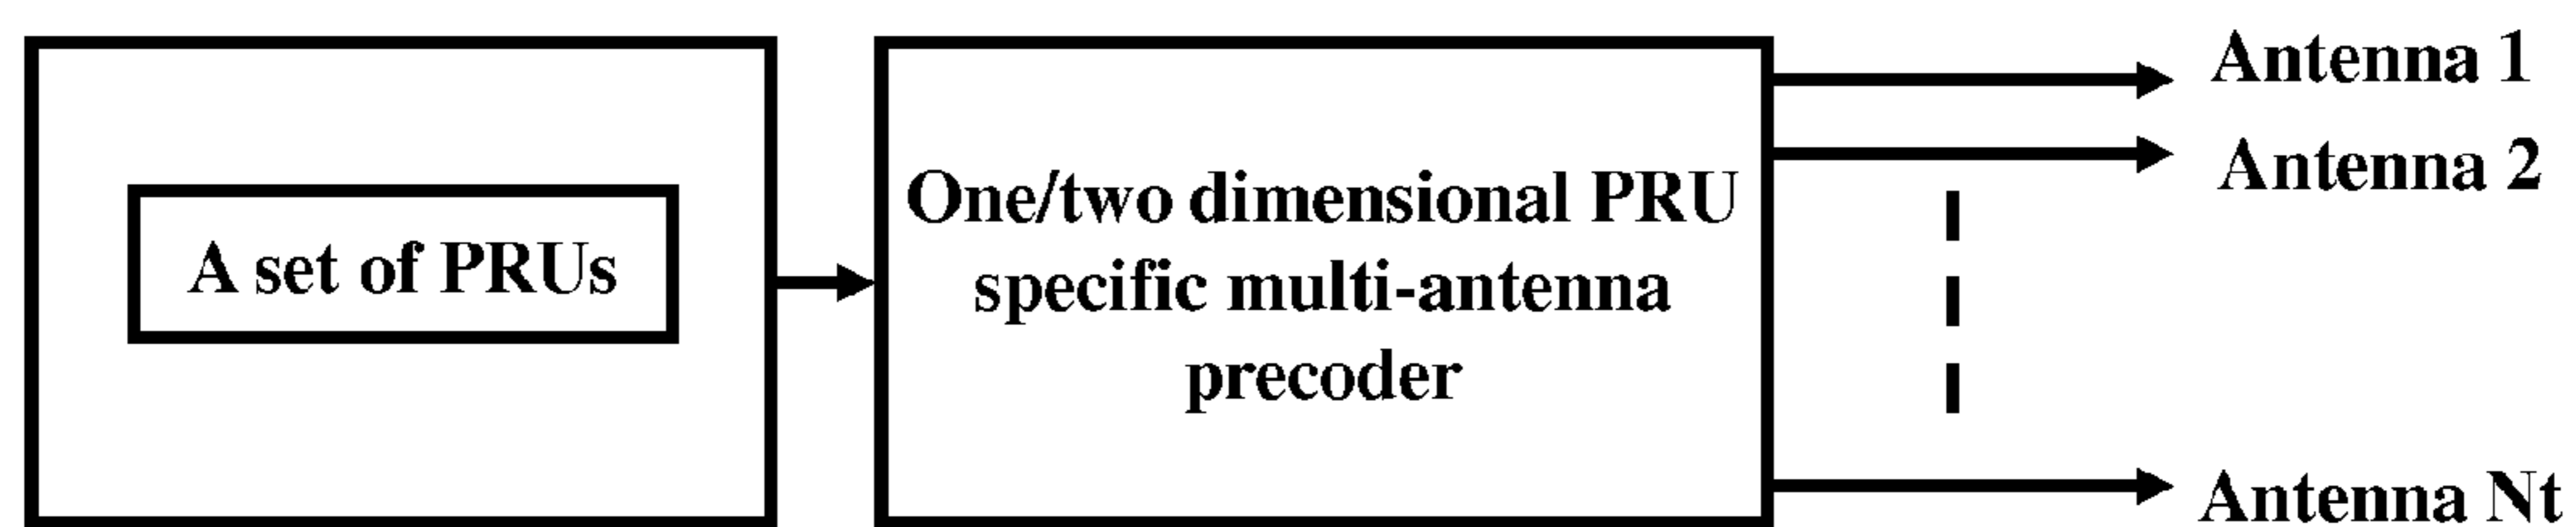 A set of PRUs
One/two dimensional PRU
specific multi-antenna
precoder
Antenna 1
Antenna 2
Antenna Nt